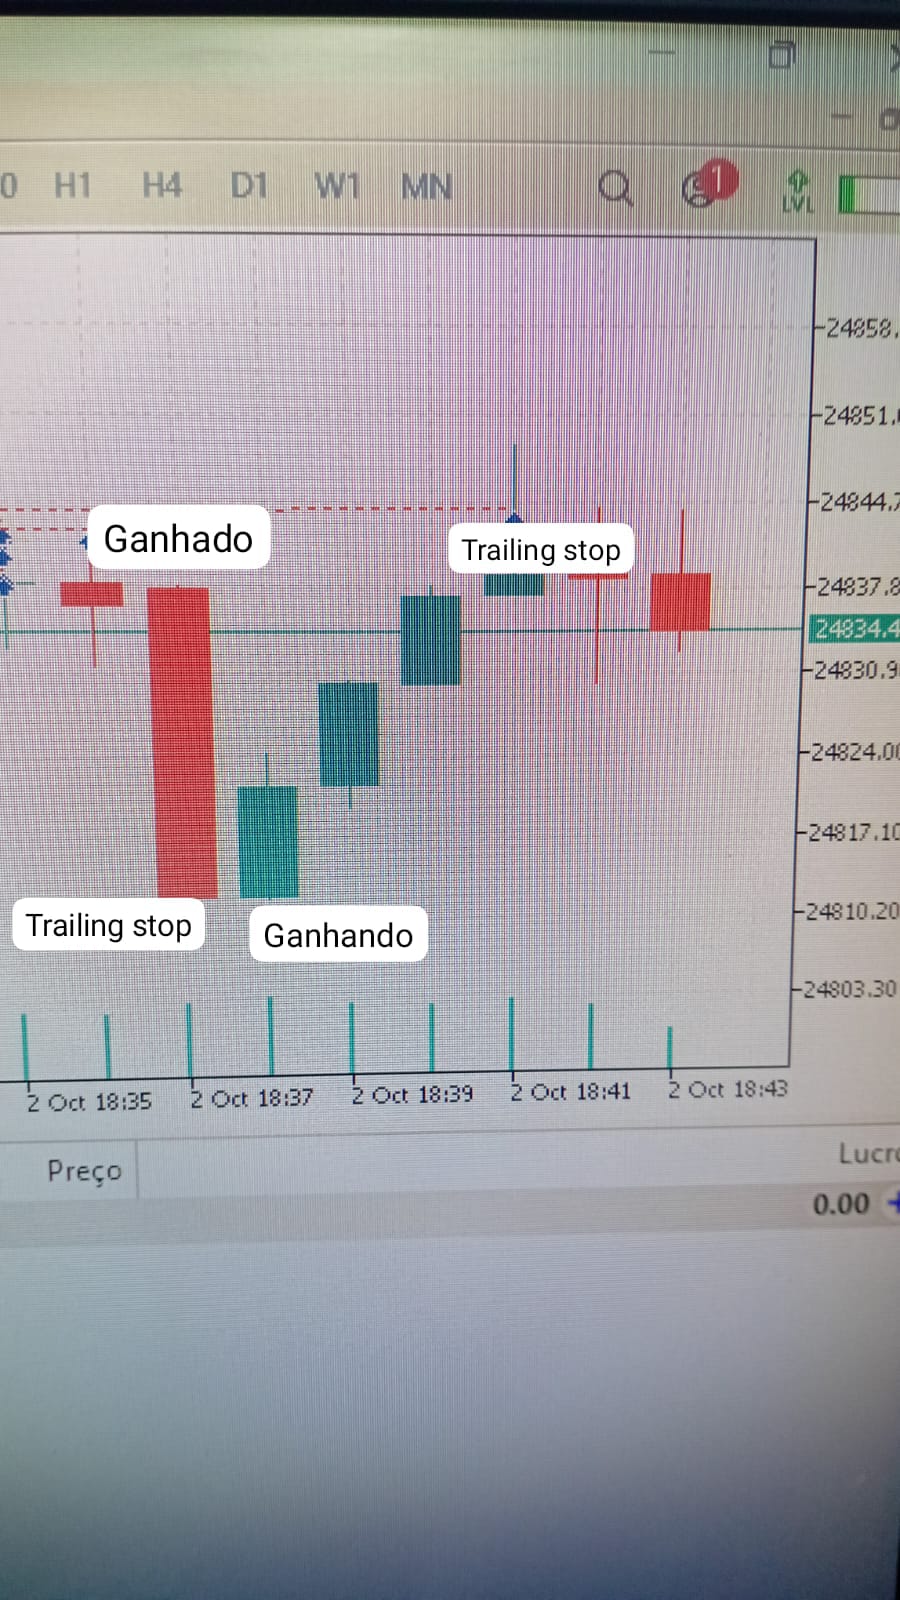 H1 H4 D1 W1 MN
1
LVL
24858.
24851.
24844.7
Ganhado
Trailing stop
24837.8
24834.4
24830.9
24824.00
24817.10
24810.20
Trailing stop
Ganhando
24803.30
2 Oct 18:35 2 Oct 18:37 2 Oct 18:39 2 Oct 18:41 2 Oct 18:43
Preço
0.00